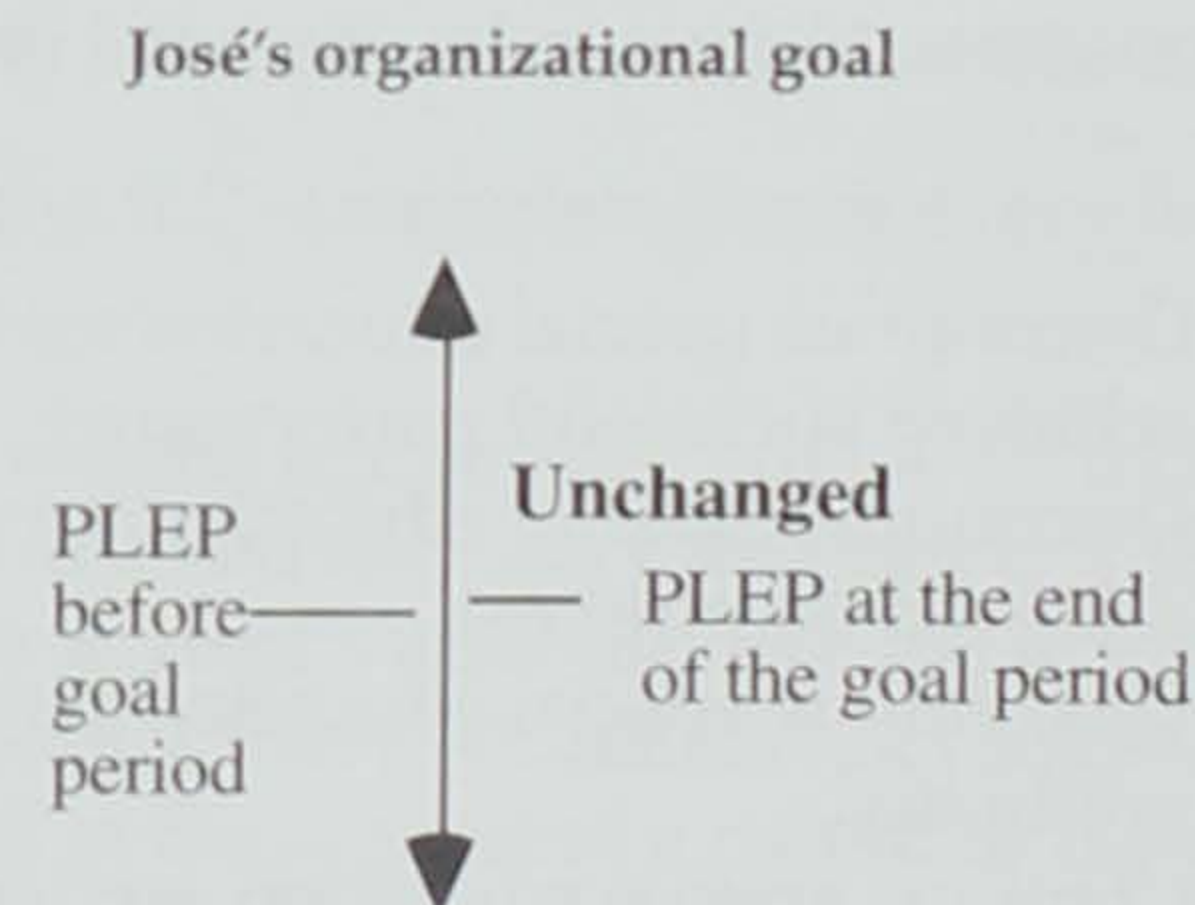 José's organizational goal
Unchanged
PLEP
before
goal
period
PLEP at the end
of the goal period